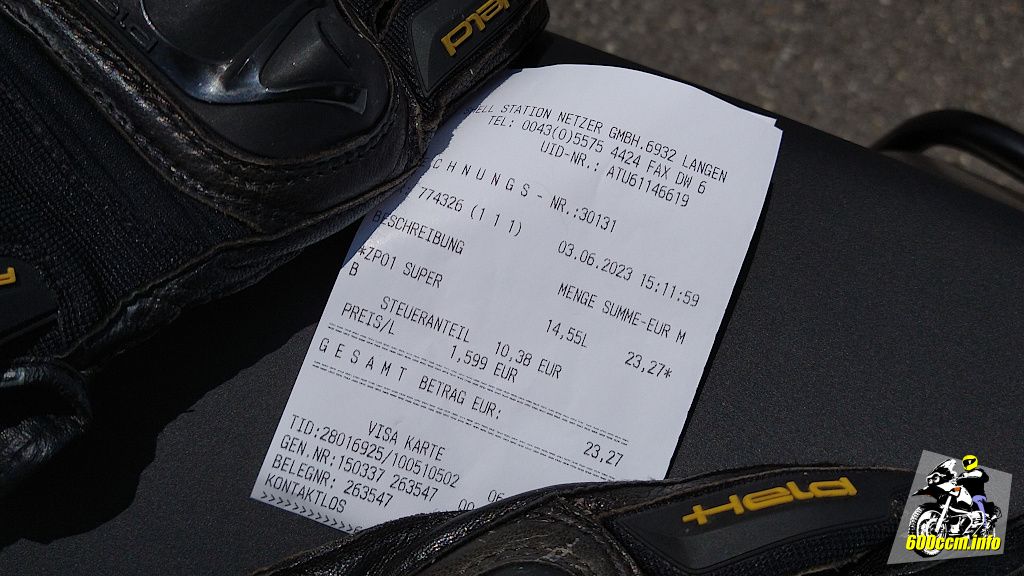 Held
SHELL STATION NETZER GMBH.6932 LANGEN
TEL: 0043(0)5575 4424 FAX DW 6
UID-NR.: ATU61146619
CHNUNGS-NR.:30131
774326 (1 1 1)
03.06.2023 15:11:59
BESCHREIBUNG
MENGE SUMME-EUR M
*ZP01 SUPER
14,55L
23,27*
B
STEUERANTEIL 10,38 EUR
PREIS/L 1,599 EUR
GESAMT BETRAG EUR: 23,27
VISA KARTE
TID:28016925/100510502
GEN.NR:150337 263547
BELEGNR: 263547
KONTAKTLOS
Held
600ccm.info